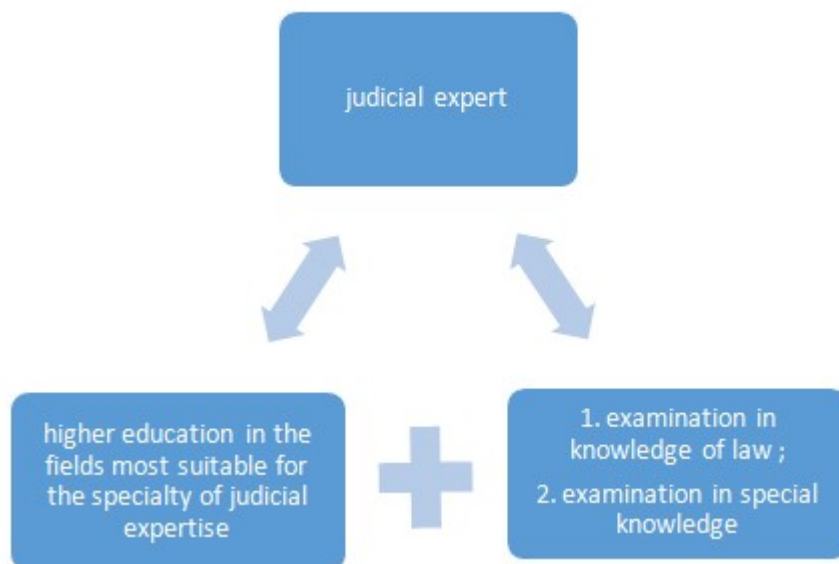 judicial expert
higher education in the
fields most suitable for
the specialty of judicial
expertise
1. examination in
knowledge of law ;
2. examination in special
knowledge